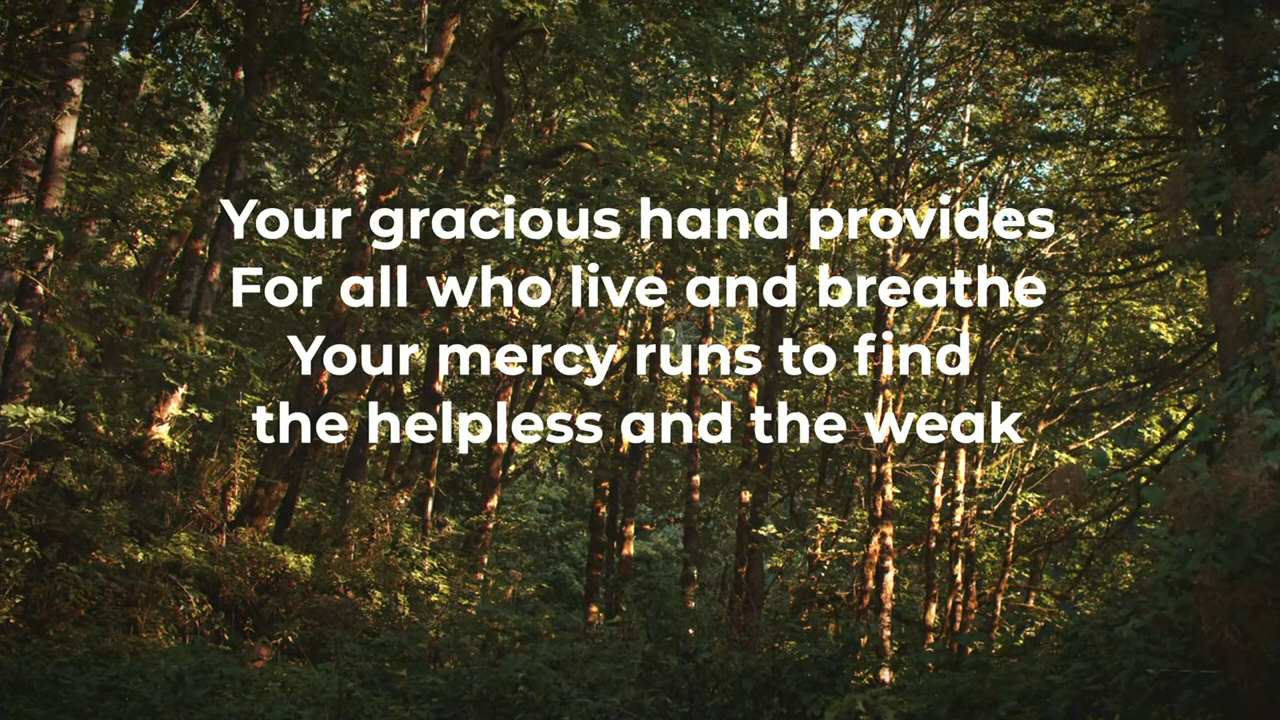 Your gracious hand provides
For all who live and breathe
Your mercy runs to find
the helpless and the weak